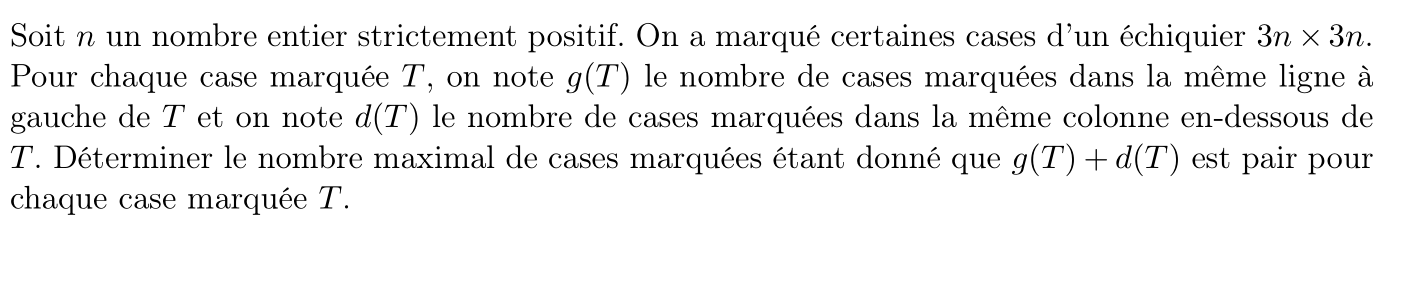 Soit n un nombre entier strictement positif. On a marqué certaines cases d'un échiquier 3n × 3n.
Pour chaque case marquée T, on note g(T) le nombre de cases marquées dans la même ligne à
gauche de T et on note d(T) le nombre de cases marquées dans la même colonne en-dessous de
T. Déterminer le nombre maximal de cases marquées étant donné que g(T) + d(T) est pair pour
chaque case marquée T.